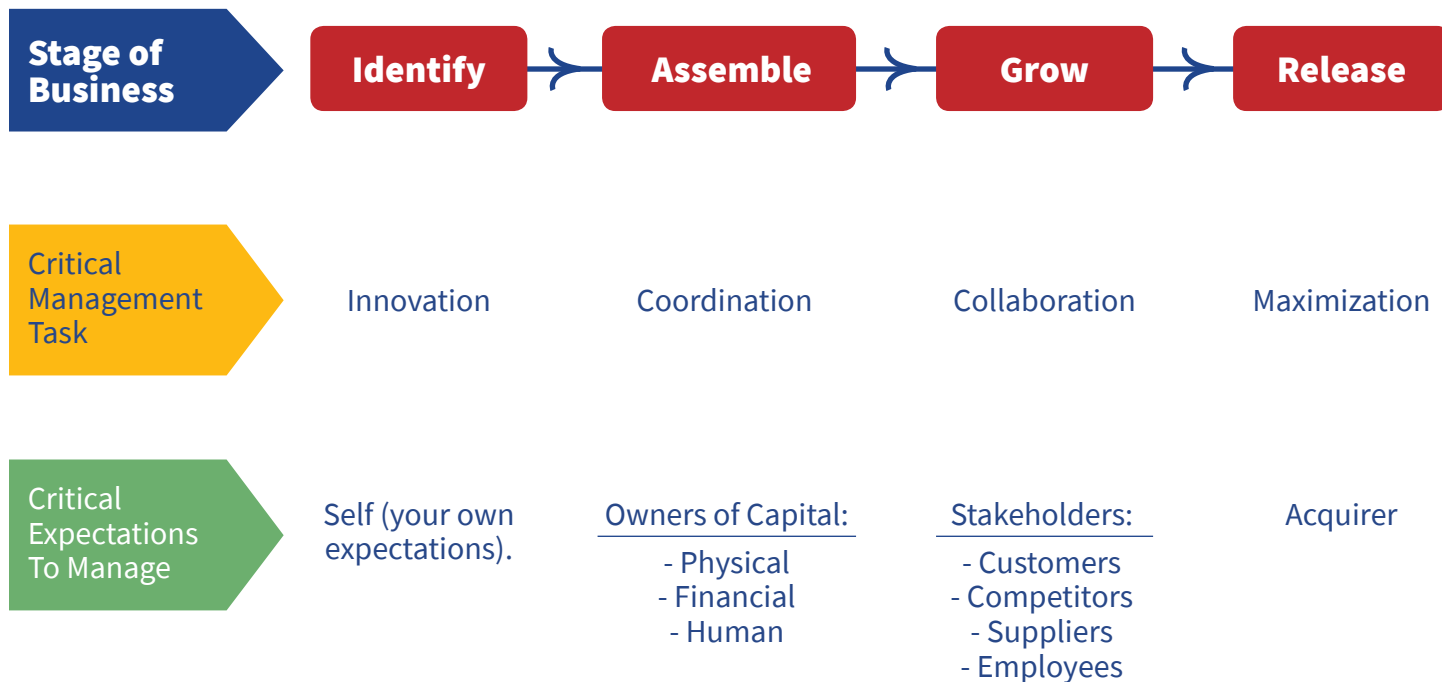 Stage of
Business
Identify
Assemble
Grow
Release
Critical
Management
Task
Innovation
Coordination
Collaboration
Maximization
Critical
Expectations
To Manage
Self (your own
expectations).
Owners of Capital:
- Physical
- Financial
- Human
Stakeholders:
- Customers
- Competitors
- Suppliers
- Employees
Acquirer